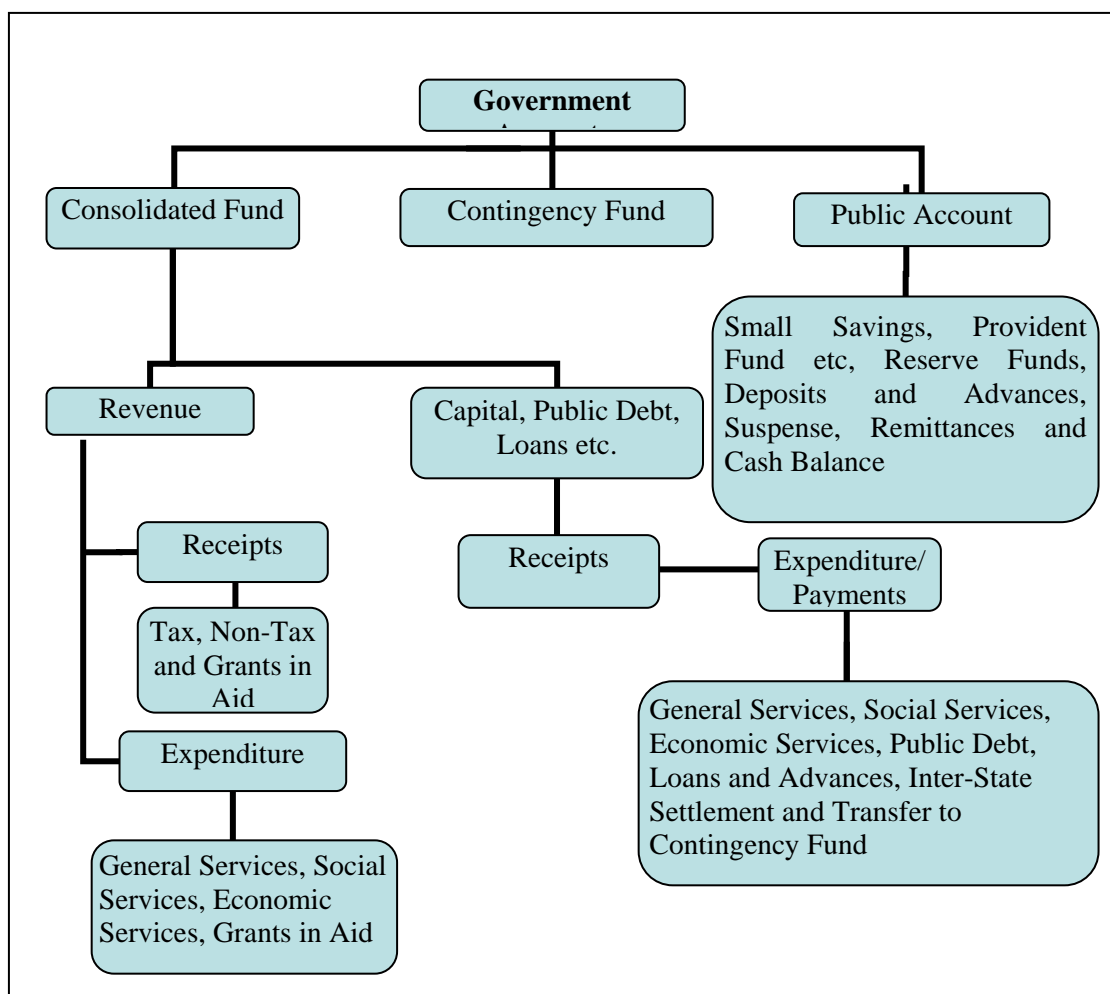 Government
Consolidated Fund
Contingency Fund
Public Account
Small Savings, Provident
Fund etc, Reserve Funds,
Deposits and Advances,
Suspense, Remittances and
Cash Balance
Revenue
Capital, Public Debt,
Loans etc.
Receipts
Receipts
Expenditure/
Payments
Tax, Non-Tax
and Grants in
Aid
General Services, Social Services,
Economic Services, Public Debt,
Loans and Advances, Inter-State
Settlement and Transfer to
Contingency Fund
Expenditure
General Services, Social
Services, Economic
Services, Grants in Aid